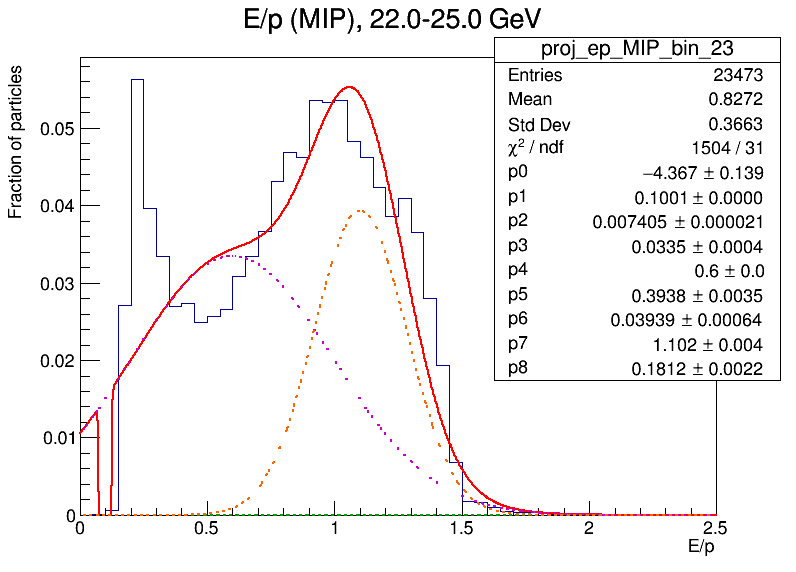 E/p (MIP), 22.0-25.0 GeV
proj_ep_MIP_bin_23
Entries 23473
Mean 0.8272
Std Dev 0.3663
χ² / ndf 1504 / 31
p0 −4.367 ± 0.139
p1 0.1001 ± 0.0000
p2 0.007405 ± 0.000021
p3 0.0335 ± 0.0004
p4 0.6 ± 0.0
p5 0.3938 ± 0.0035
p6 0.03939 ± 0.00064
p7 1.102 ± 0.004
p8 0.1812 ± 0.0022
Fraction of particles
0.05
0.04
0.03
0.02
0.01
0
0 0.5 1 1.5 2 2.5
E/p